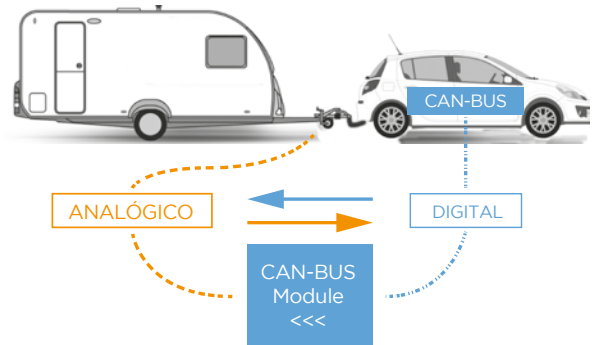 CAN-BUS
ANALÓGICO
DIGITAL
CAN-BUS
Module
<<<